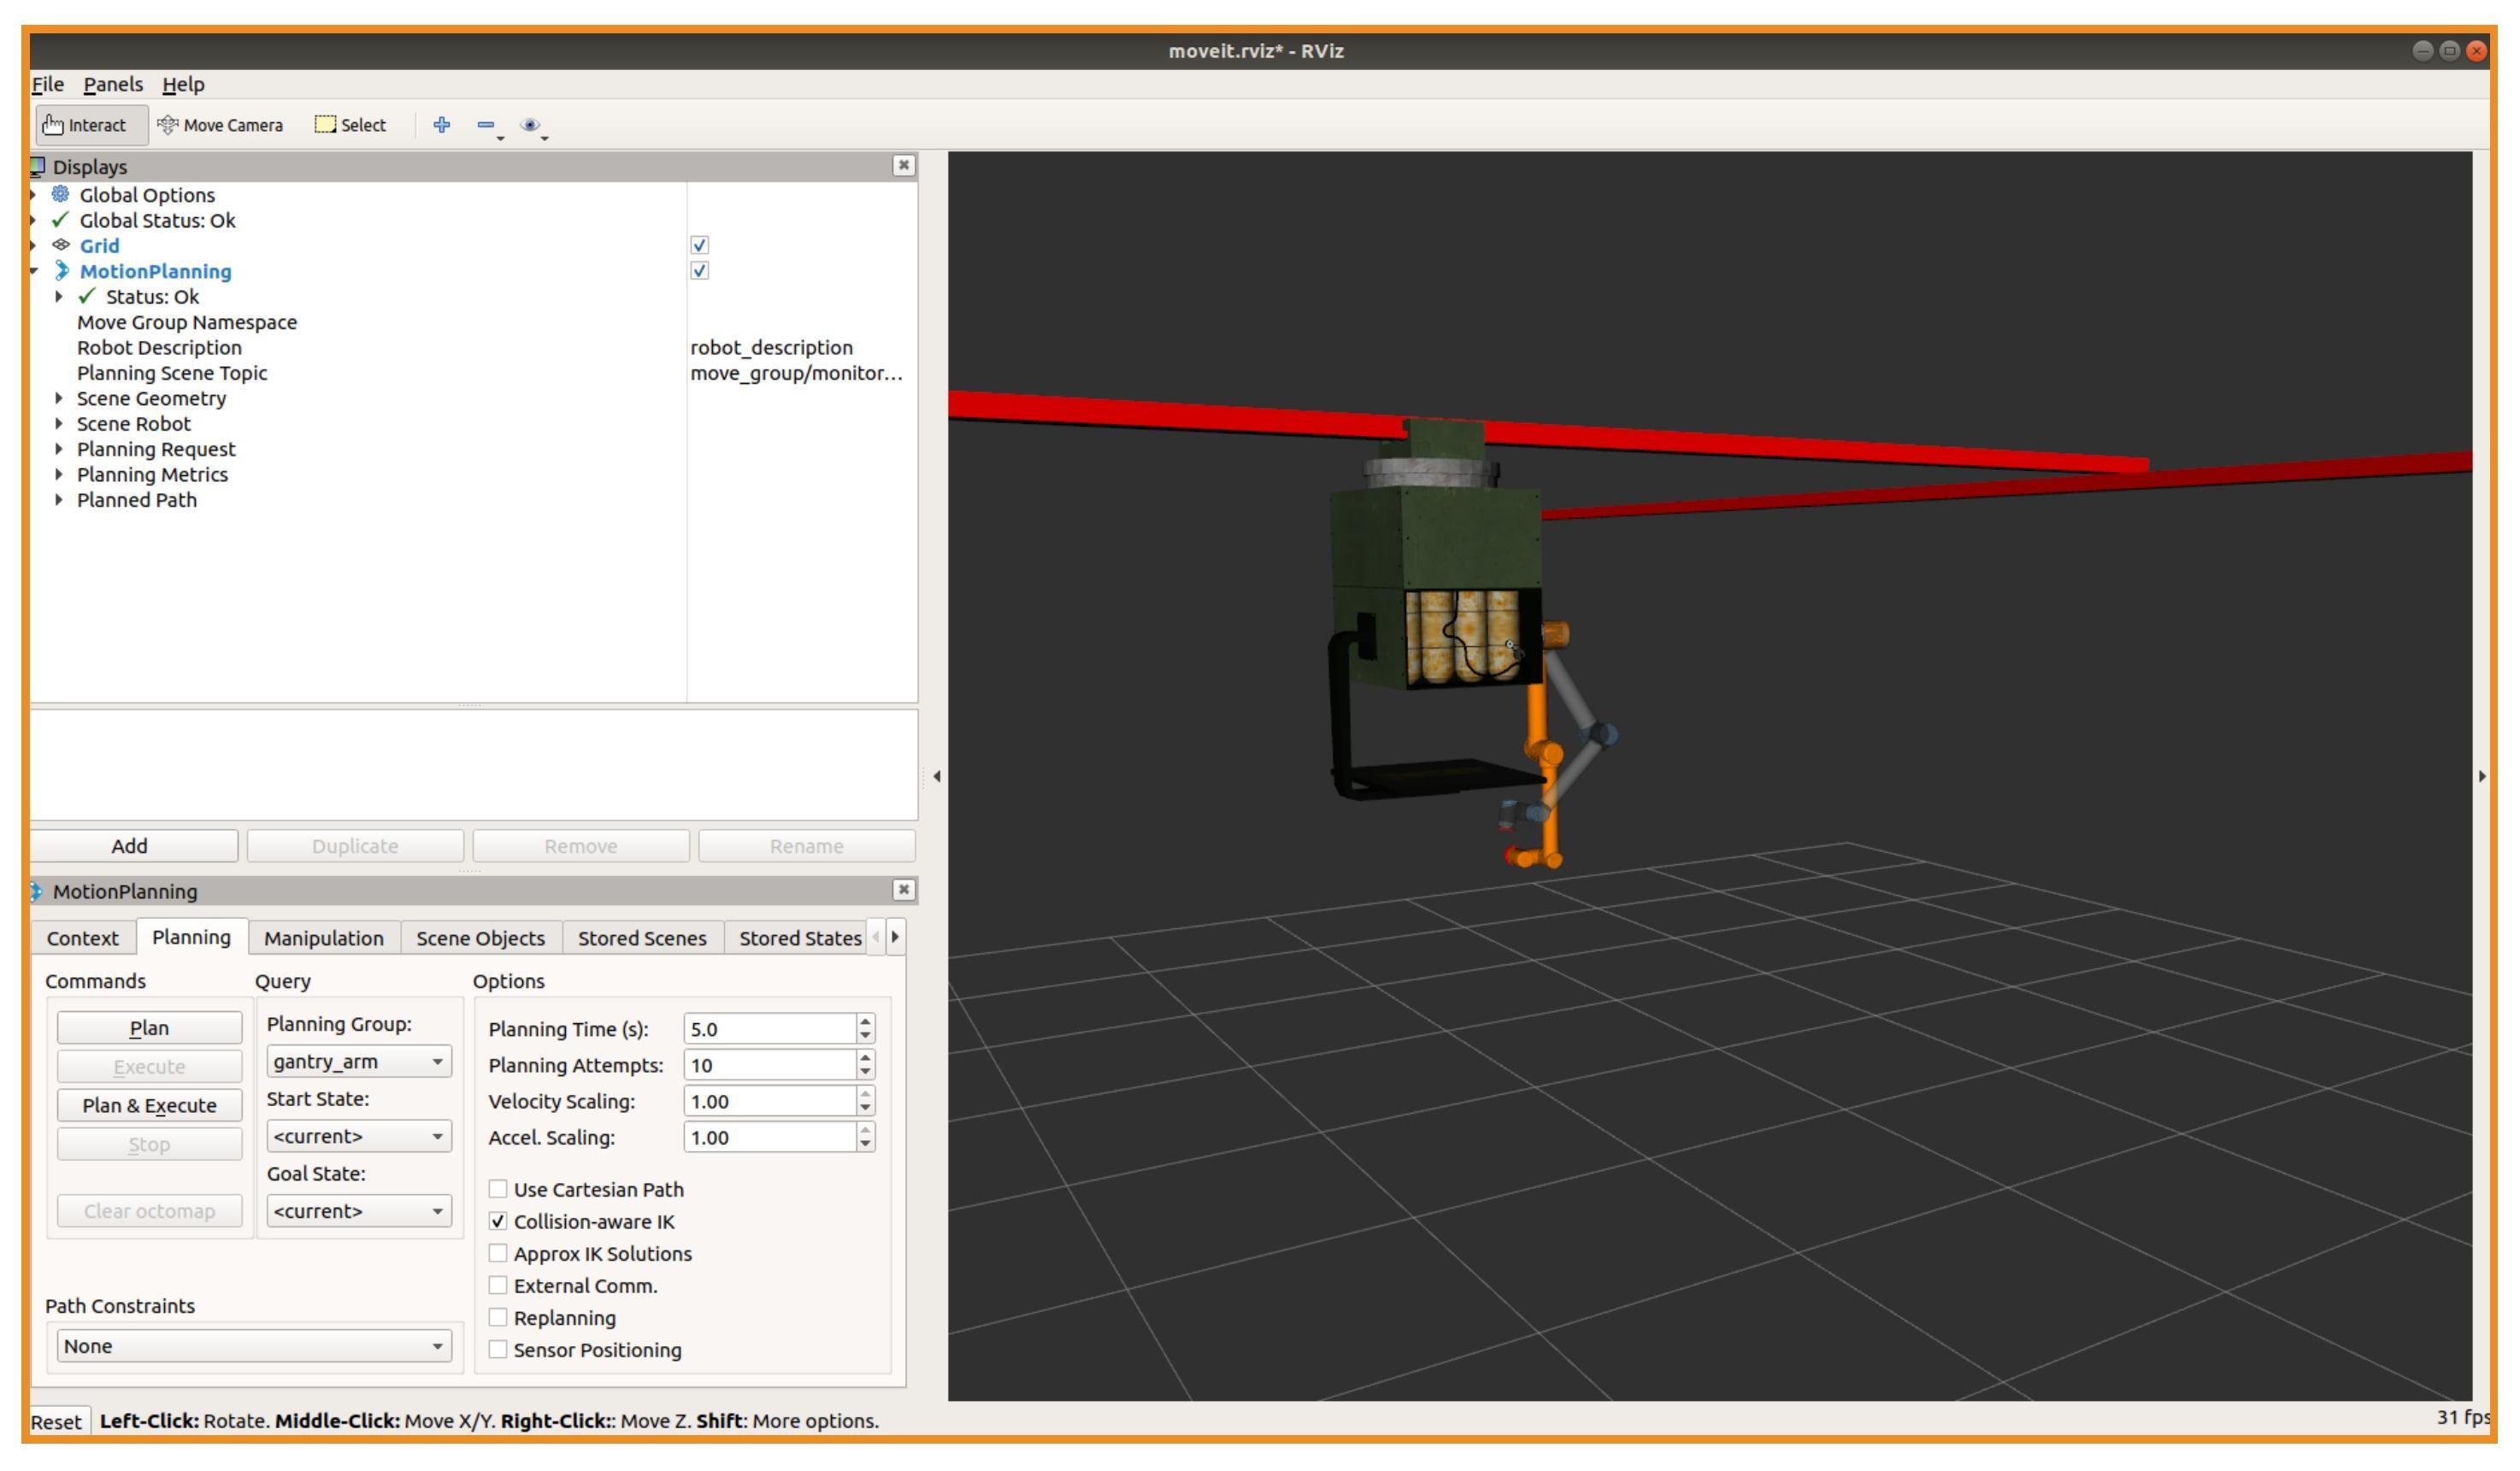 moveit.rviz* - RViz
File Panels Help
Interact Move Camera Select
Displays
Global Options
Global Status: Ok
Grid
MotionPlanning
Status: Ok
Move Group Namespace
Robot Description robot_description
Planning Scene Topic move_group/monitor...
Scene Geometry
Scene Robot
Planning Request
Planning Metrics
Planned Path
Add Duplicate Remove Rename
MotionPlanning
Context Planning Manipulation Scene Objects Stored Scenes Stored States
Commands Query Options
Plan Planning Group: Planning Time (s): 5.0
Execute gantry_arm Planning Attempts: 10
Plan & Execute Start State: Velocity Scaling: 1.00
Stop <current> Accel. Scaling: 1.00
Goal State: Use Cartesian Path
Clear octomap <current> Collision-aware IK
Approx IK Solutions
External Comm.
Path Constraints Replanning
None Sensor Positioning
Reset Left-Click: Rotate. Middle-Click: Move X/Y. Right-Click:: Move Z. Shift: More options. 31 fps